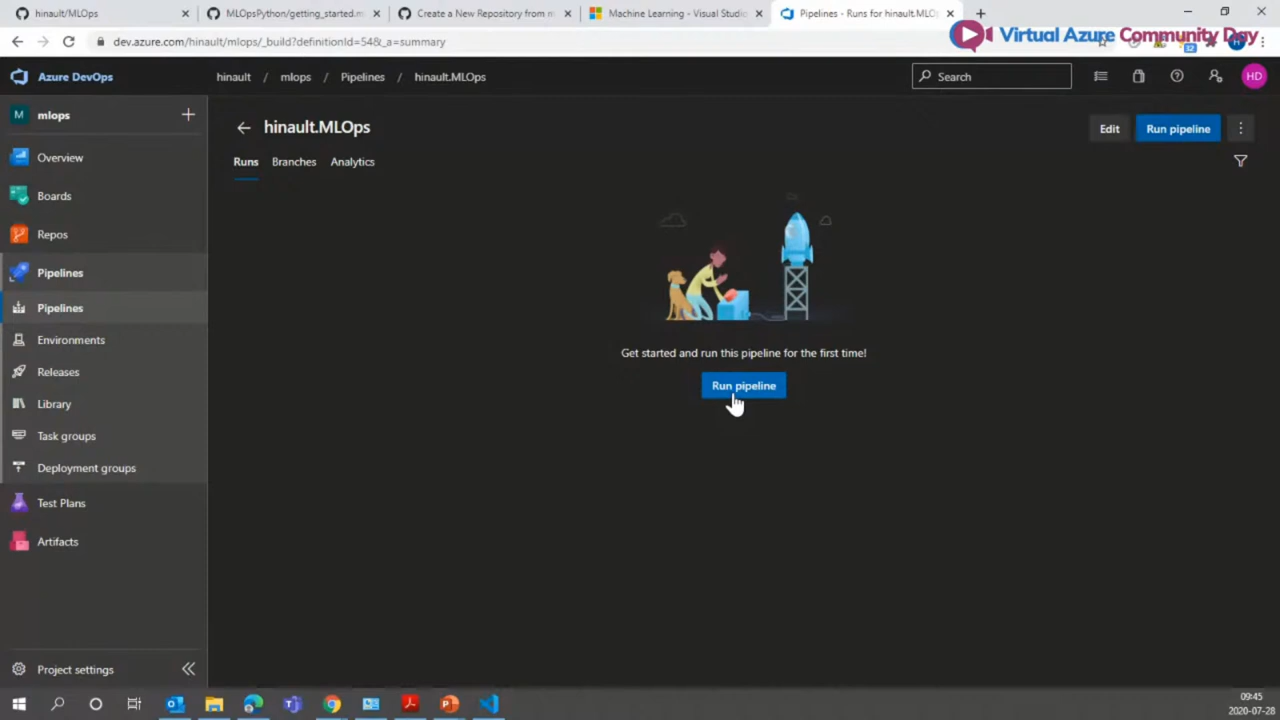 hinault/MLOps
MLOpsPython/getting_started.m
Create a New Repository from m
Machine Learning - Visual Studio
Pipelines - Runs for hinault.MLO
Virtual Azure Community Day
dev.azure.com/hinault/mlops/_build?definitionId=54&_a=summary
32
Azure DevOps
hinault / mlops / Pipelines / hinault.MLOps
Search
HD
M mlops
hinault.MLOps
Edit
Run pipeline
Runs
Branches
Analytics
Overview
Boards
Repos
Pipelines
Pipelines
Environments
Releases
Library
Task groups
Deployment groups
Test Plans
Artifacts
Get started and run this pipeline for the first time!
Run pipeline
Project settings
09:45
2020-07-28